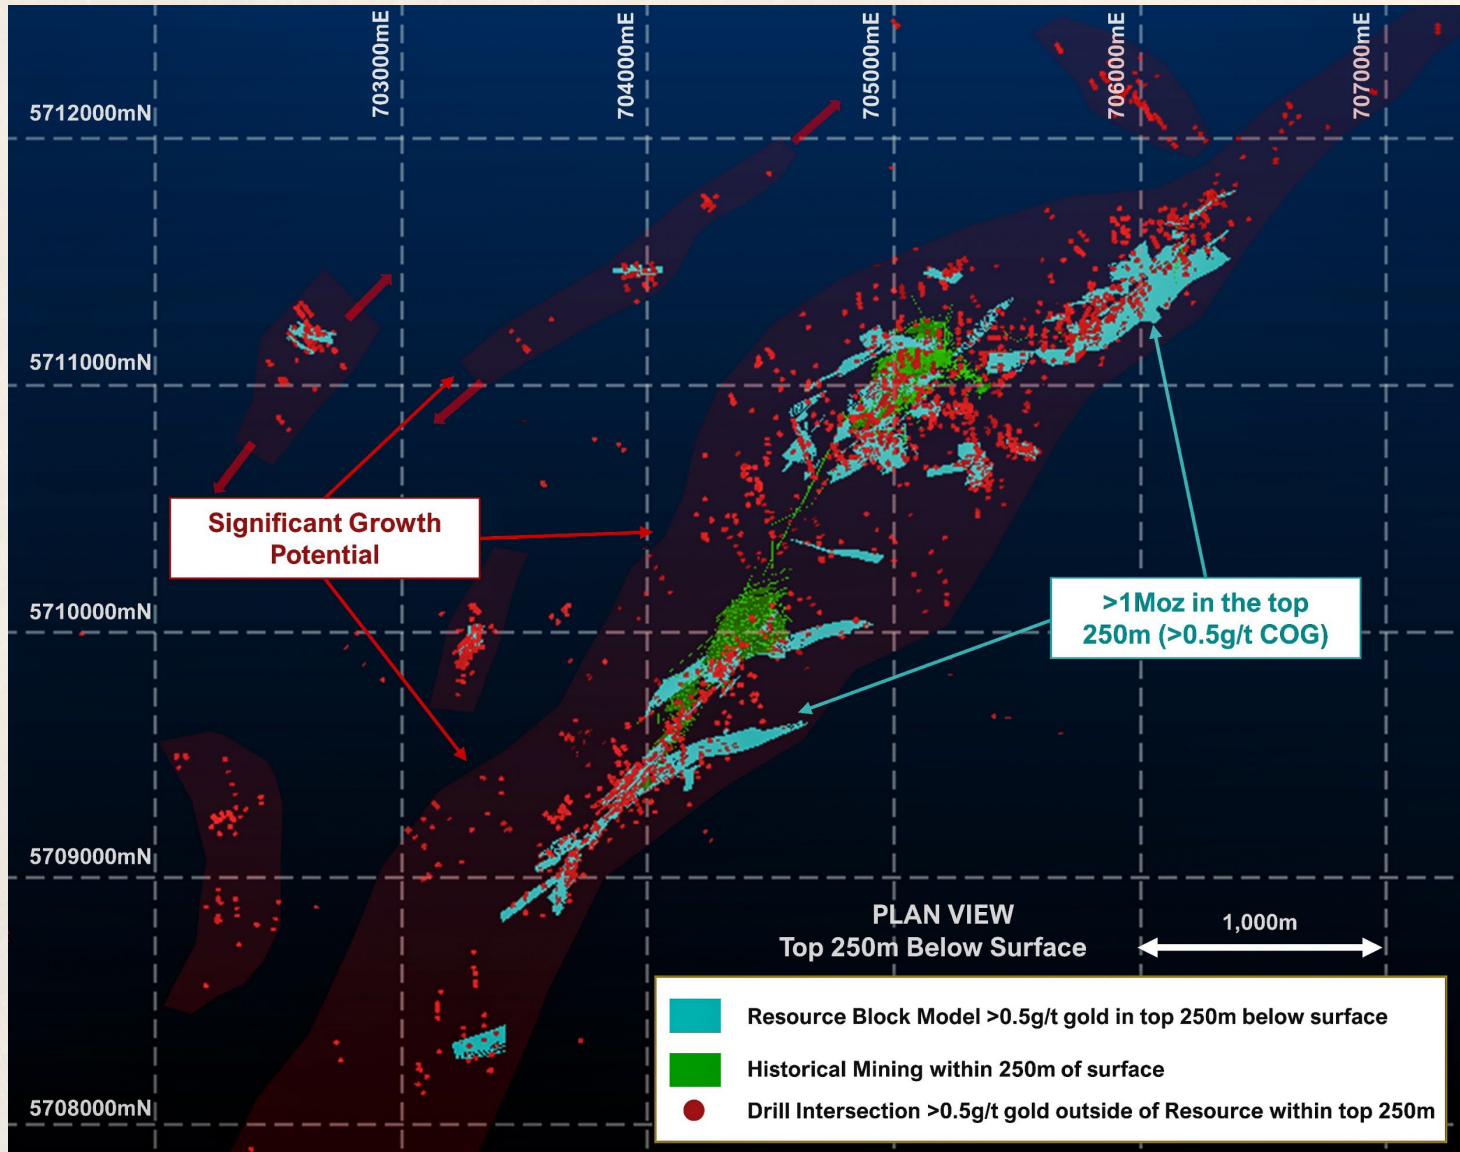 703000mE
704000mE
705000mE
706000mE
707000mE
5712000mN
5711000mN
Significant Growth
Potential
5710000mN
>1Moz in the top
250m (>0.5g/t COG)
5709000mN
PLAN VIEW
Top 250m Below Surface
1,000m
5708000mN
Resource Block Model >0.5g/t gold in top 250m below surface
Historical Mining within 250m of surface
Drill Intersection >0.5g/t gold outside of Resource within top 250m